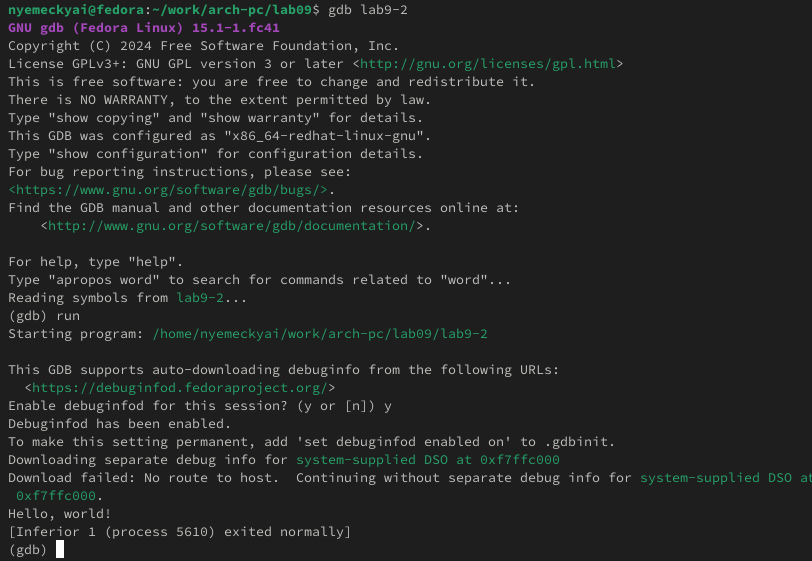 nyemeckyai@fedora:~/work/arch-pc/lab09$ gdb lab9-2
GNU gdb (Fedora Linux) 15.1-1.fc41
Copyright (C) 2024 Free Software Foundation, Inc.
License GPLv3+: GNU GPL version 3 or later <http://gnu.org/licenses/gpl.html>
This is free software: you are free to change and redistribute it.
There is NO WARRANTY, to the extent permitted by law.
Type "show copying" and "show warranty" for details.
This GDB was configured as "x86_64-redhat-linux-gnu".
Type "show configuration" for configuration details.
For bug reporting instructions, please see:
<https://www.gnu.org/software/gdb/bugs/>.
Find the GDB manual and other documentation resources online at:
    <http://www.gnu.org/software/gdb/documentation/>.

For help, type "help".
Type "apropos word" to search for commands related to "word"...
Reading symbols from lab9-2...
(gdb) run
Starting program: /home/nyemeckyai/work/arch-pc/lab09/lab9-2

This GDB supports auto-downloading debuginfo from the following URLs:
  <https://debuginfod.fedoraproject.org/>
Enable debuginfod for this session? (y or [n]) y
Debuginfod has been enabled.
To make this setting permanent, add 'set debuginfod enabled on' to .gdbinit.
Downloading separate debug info for system-supplied DSO at 0xf7ffc000
Download failed: No route to host.  Continuing without separate debug info for system-supplied DSO at
 0xf7ffc000.
Hello, world!
[Inferior 1 (process 5610) exited normally]
(gdb)